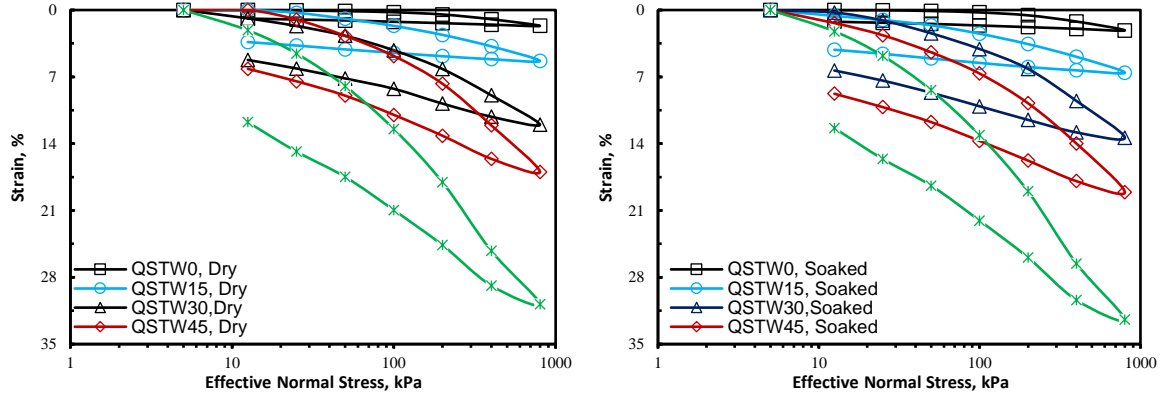 0
7
14
21
28
35
Strain, %
QSTW0, Dry
QSTW15, Dry
QSTW30,Dry
QSTW45, Dry
1
10
100
1000
Effective Normal Stress, kPa
0
7
14
21
28
35
Strain, %
QSTW0, Soaked
QSTW15, Soaked
QSTW30,Soaked
QSTW45, Soaked
1
10
100
1000
Effective Normal Stress, kPa